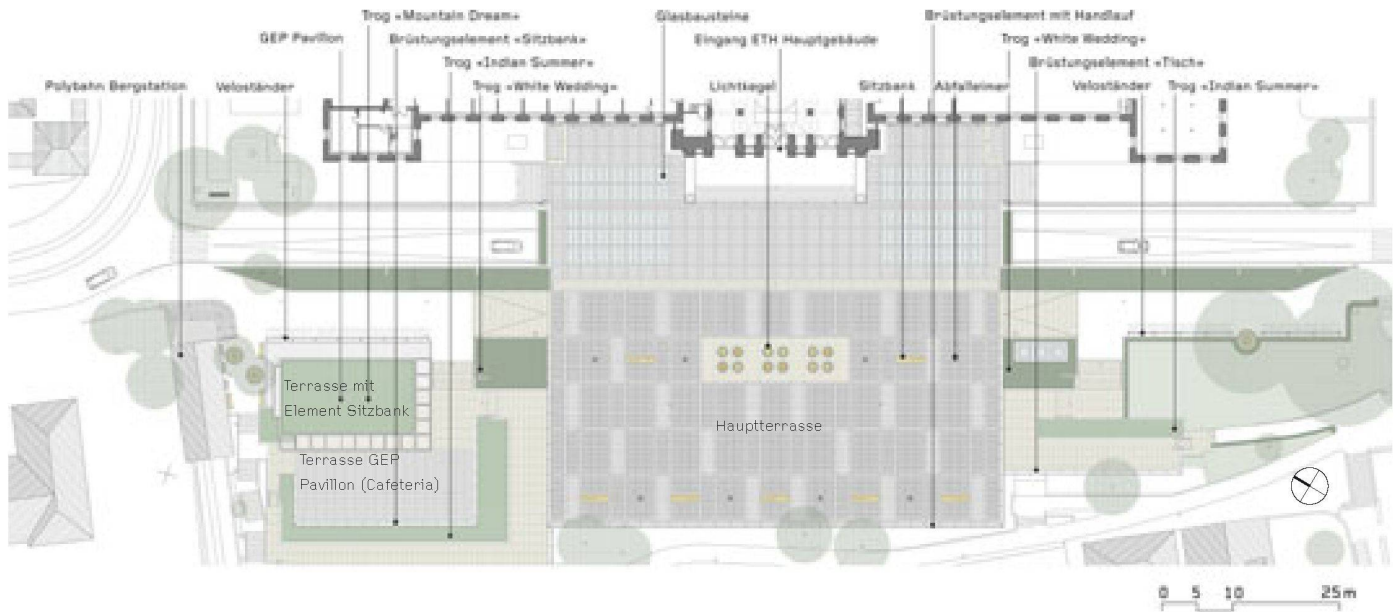 Trog «Mountain Dream»
Glasbausteine
Brüstungselement mit Handlauf
GEP Pavillon
Brüstungselement «Sitzbank»
Eingang ETH Hauptgebäude
Trog «White Wedding»
Trog «Indian Summer»
Brüstungselement «Tisch»
Polybahn Bergstation
Veloständer
Trog «White Wedding»
Lichtkegel
Sitzbank
Abfalleimer
Veloständer
Trog «Indian Summer»
Terrasse mit
Element Sitzbank
Hauptterrasse
Terrasse GEP
Pavillon (Cafeteria)
0 5 10 25 m